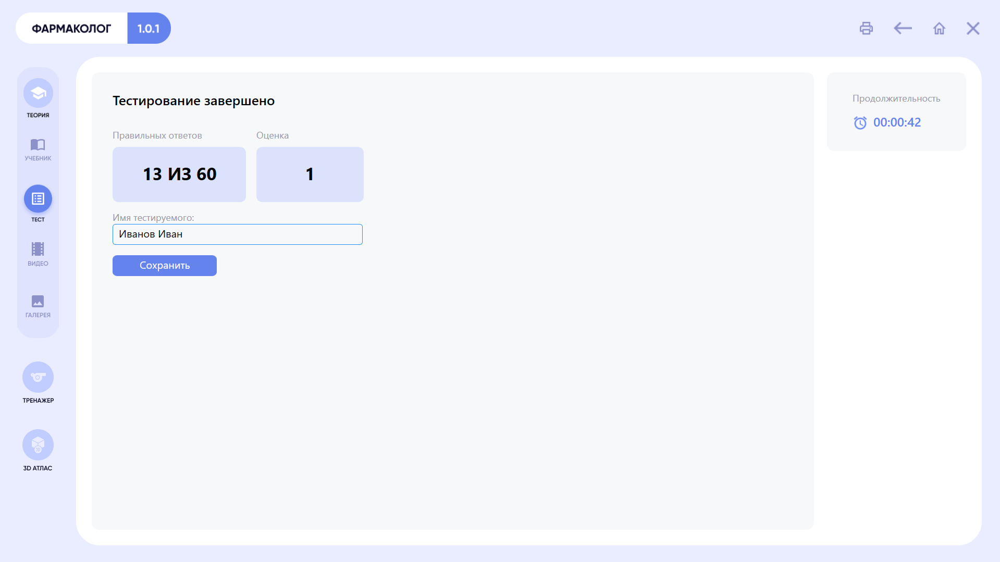 ФАРМАКОЛОГ 1.0.1
ТЕОРИЯ
УЧЕБНИК
ТЕСТ
ВИДЕО
ГАЛЕРЕЯ
ТРЕНАЖЕР
3D
3D АТЛАС
Тестирование завершено
Правильных ответов Оценка
13 ИЗ 60 1
Имя тестируемого:
Иванов Иван
Сохранить
Продолжительность
00:00:42